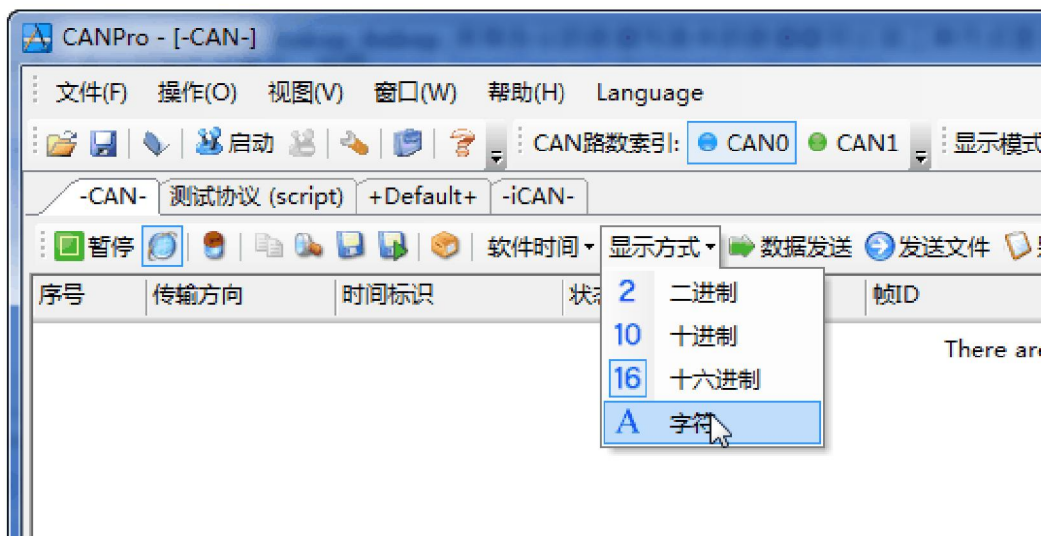 CANPro - [-CAN-]
文件(F) 操作(O) 视图(V) 窗口(W) 帮助(H) Language
启动 CAN路数索引: CAN0 CAN1 显示模式
-CAN- 测试协议 (script) +Default+ -iCAN-
暂停 软件时间 显示方式 数据发送 发送文件
序号 传输方向 时间标识 帧ID
2 二进制
10 十进制
There are
16 十六进制
A 字符